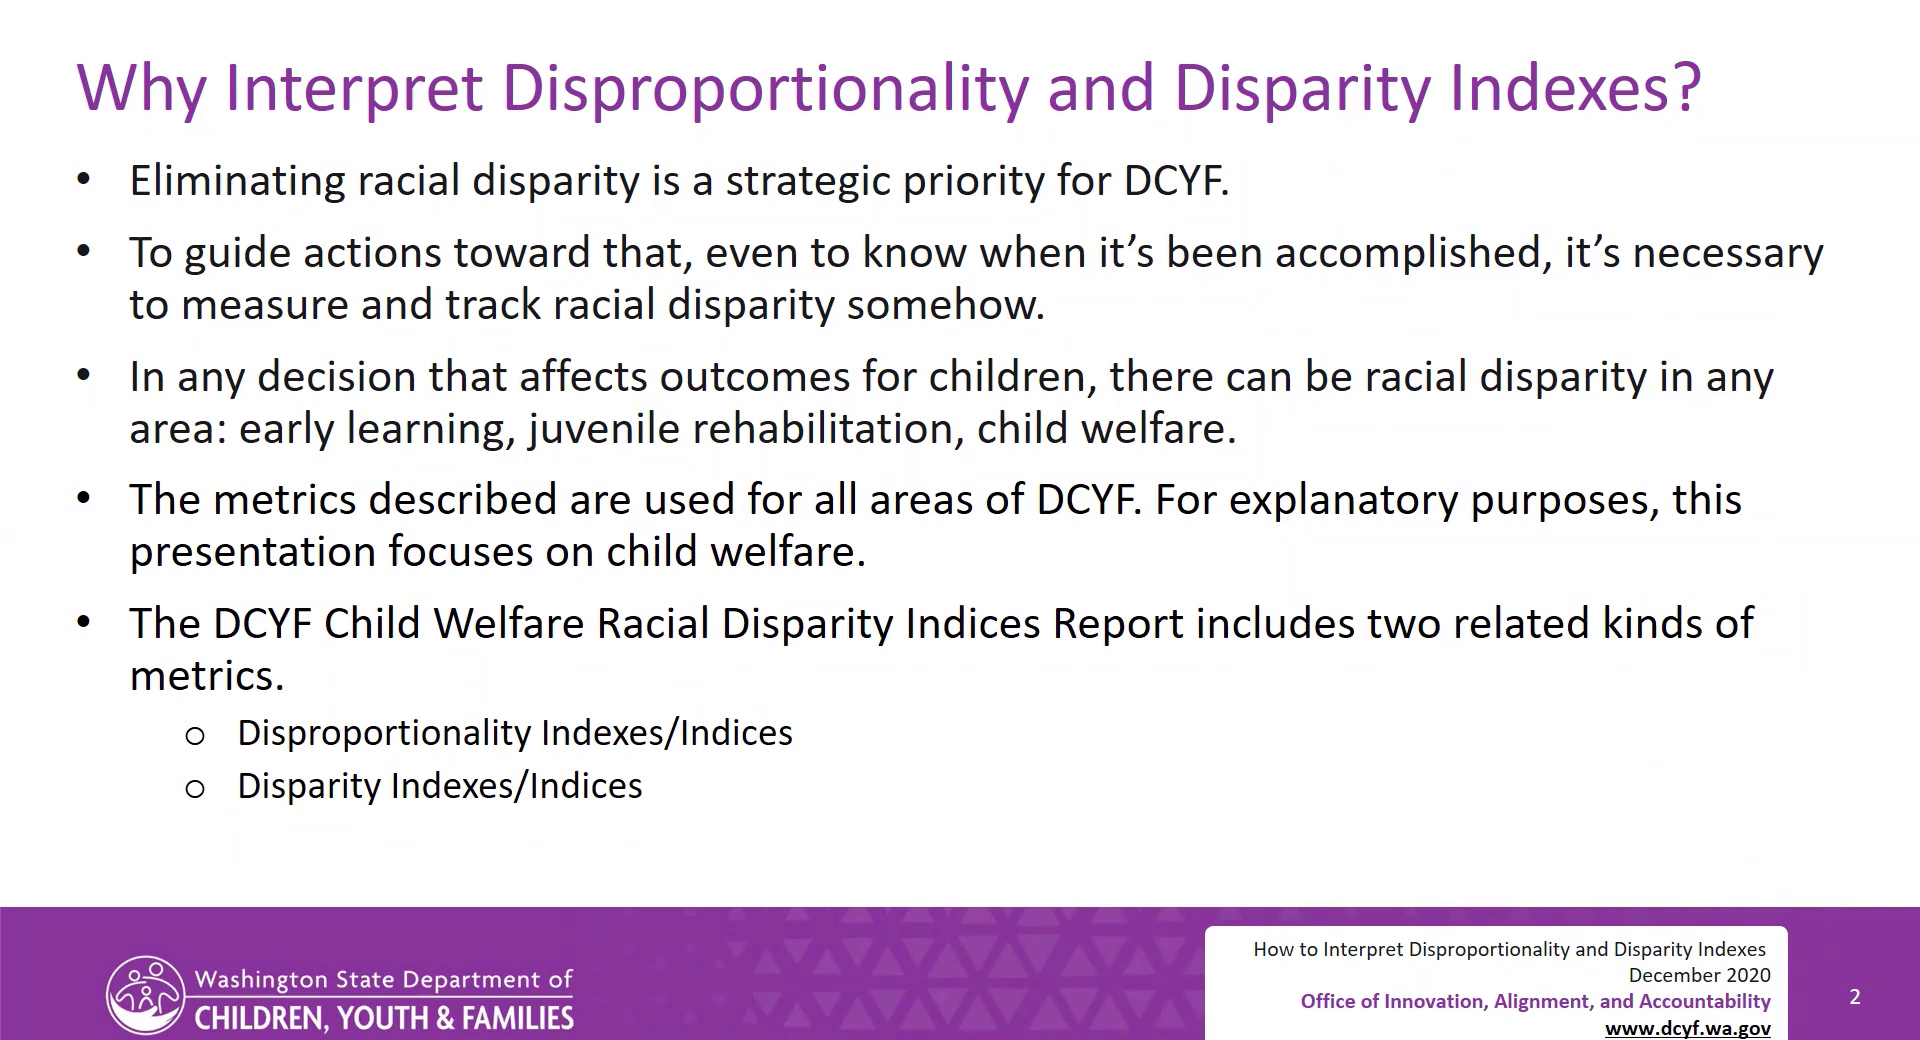 Why Interpret Disproportionality and Disparity Indexes?
• Eliminating racial disparity is a strategic priority for DCYF.
• To guide actions toward that, even to know when it’s been accomplished, it’s necessary
to measure and track racial disparity somehow.
• In any decision that affects outcomes for children, there can be racial disparity in any
area: early learning, juvenile rehabilitation, child welfare.
• The metrics described are used for all areas of DCYF. For explanatory purposes, this
presentation focuses on child welfare.
• The DCYF Child Welfare Racial Disparity Indices Report includes two related kinds of
metrics.
o Disproportionality Indexes/Indices
o Disparity Indexes/Indices
Washington State Department of
CHILDREN, YOUTH & FAMILIES
How to Interpret Disproportionality and Disparity Indexes
December 2020
Office of Innovation, Alignment, and Accountability
www.dcyf.wa.gov
2